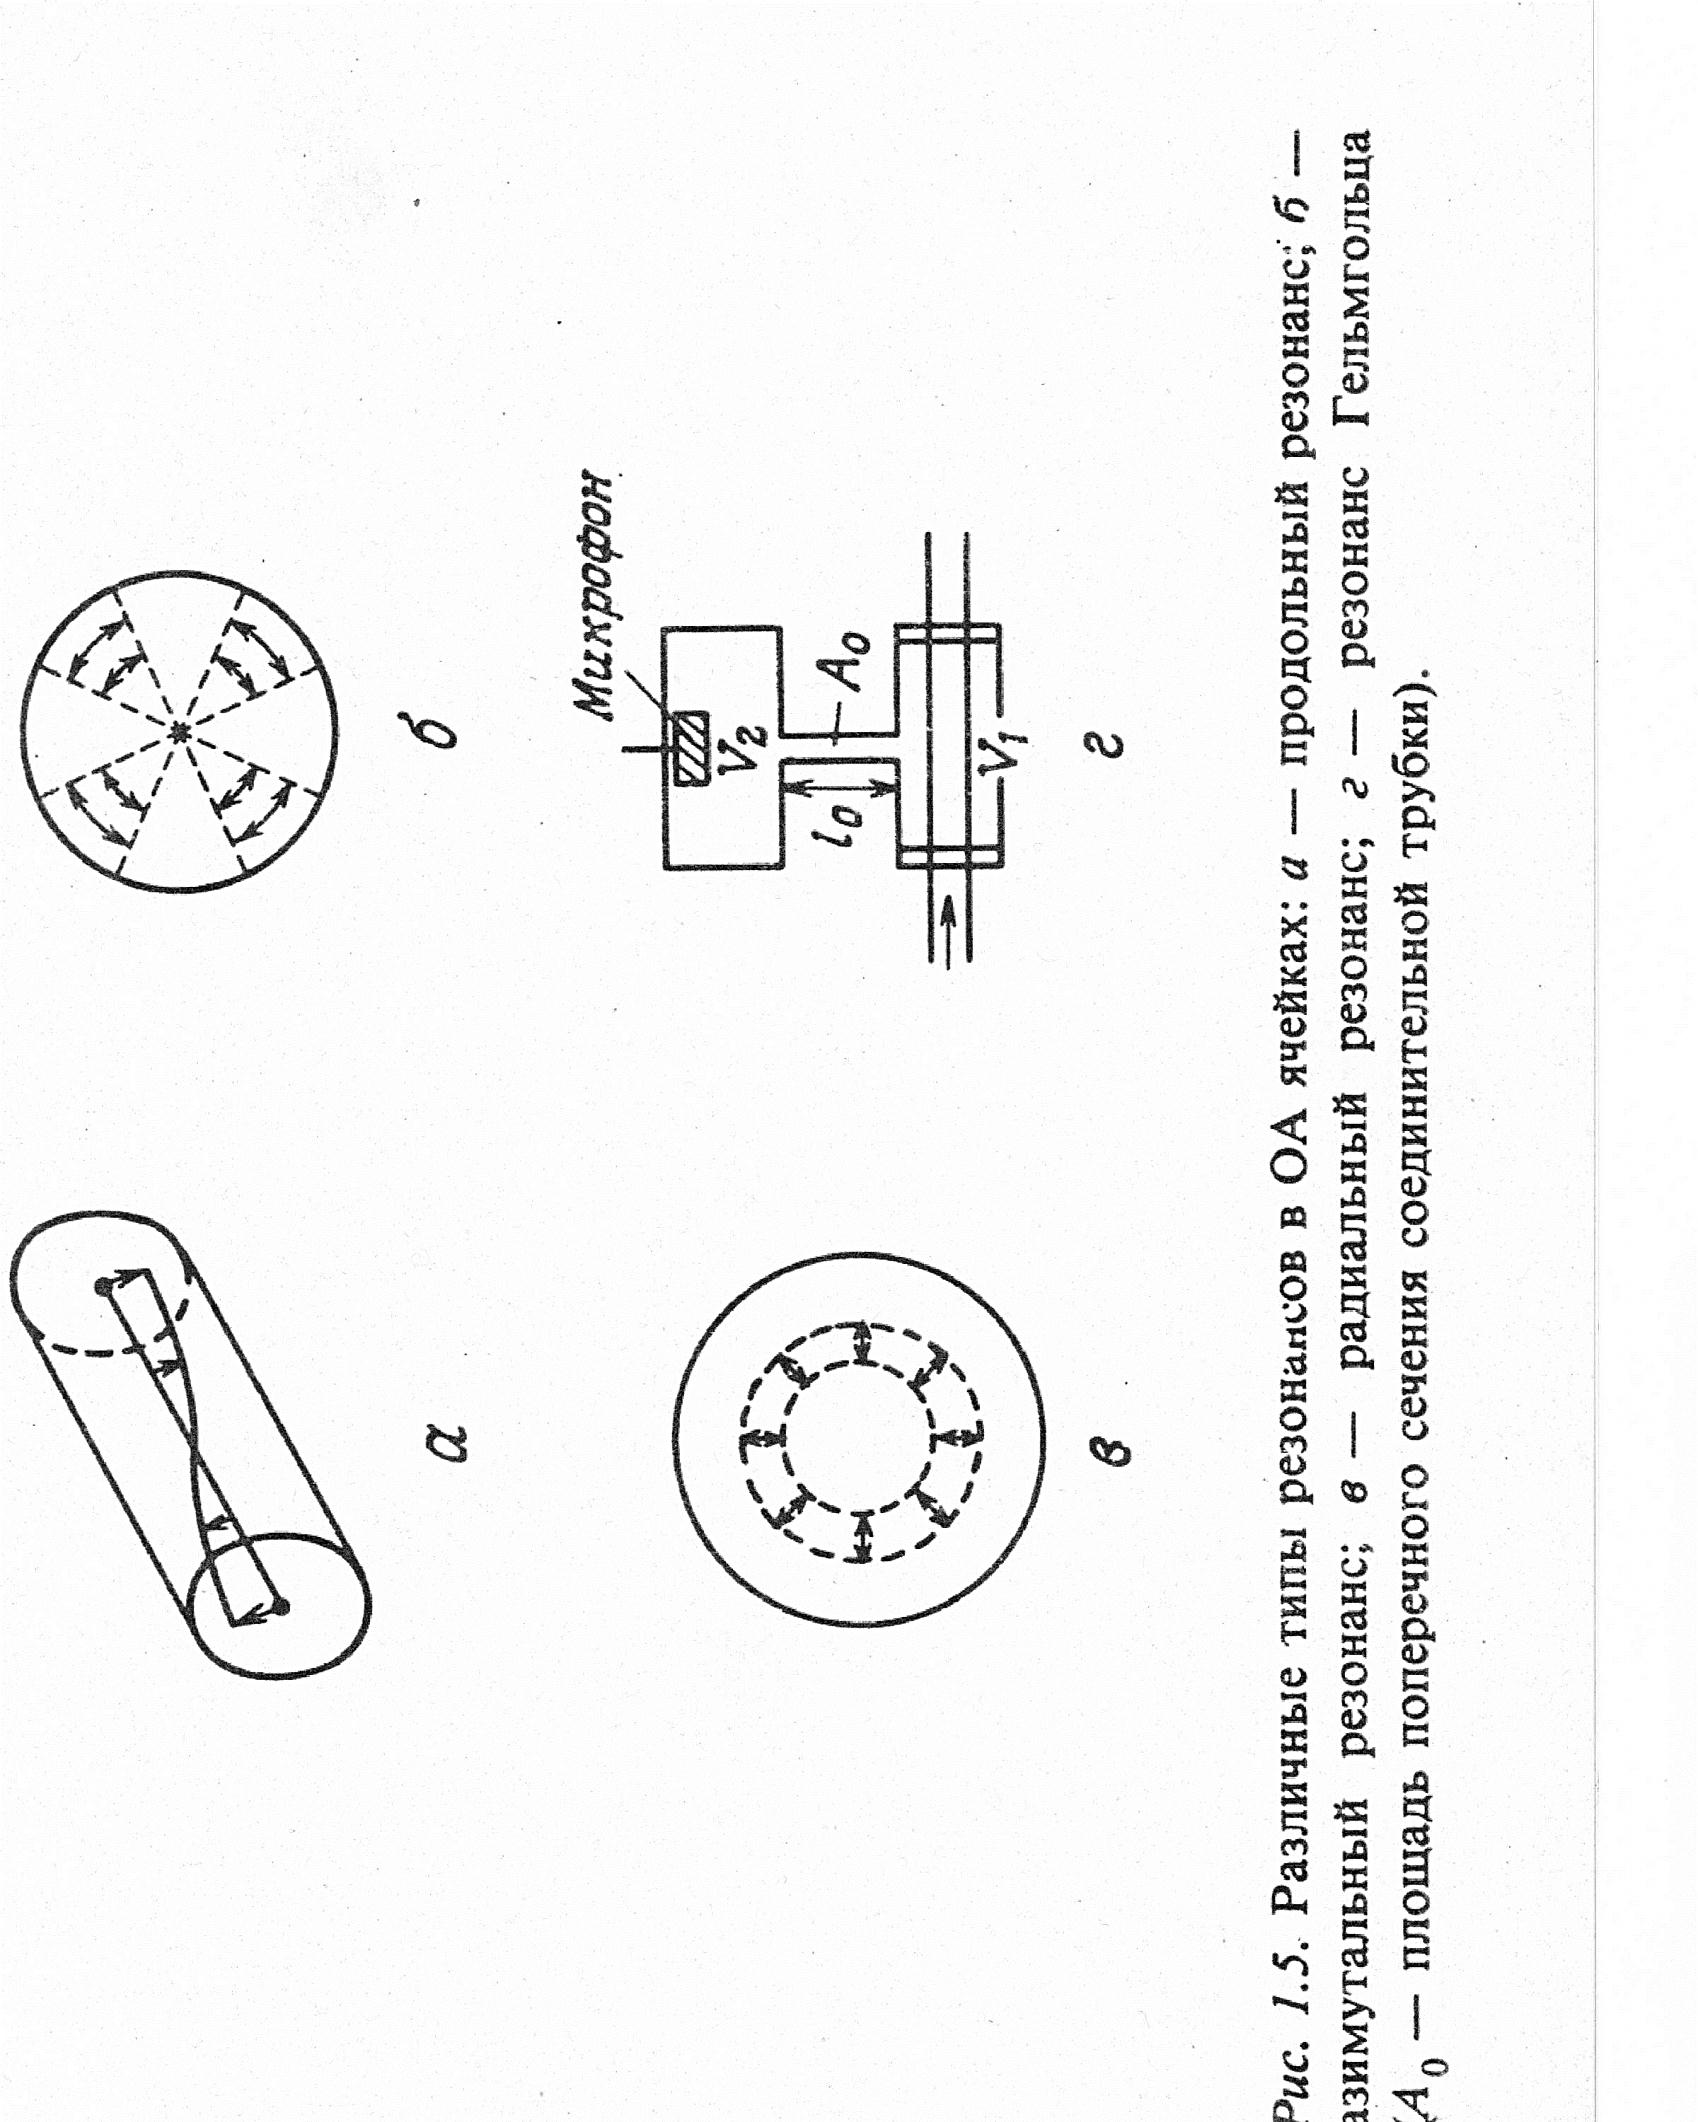 а
б
Микрофон
V2
l0
A0
V1
в
г
Рис. 1.5. Различные типы резонансов в ОА ячейках: а — продольный резонанс; б —
азимутальный резонанс; в — радиальный резонанс; г — резонанс Гельмгольца
(A0 — площадь поперечного сечения соединительной трубки).